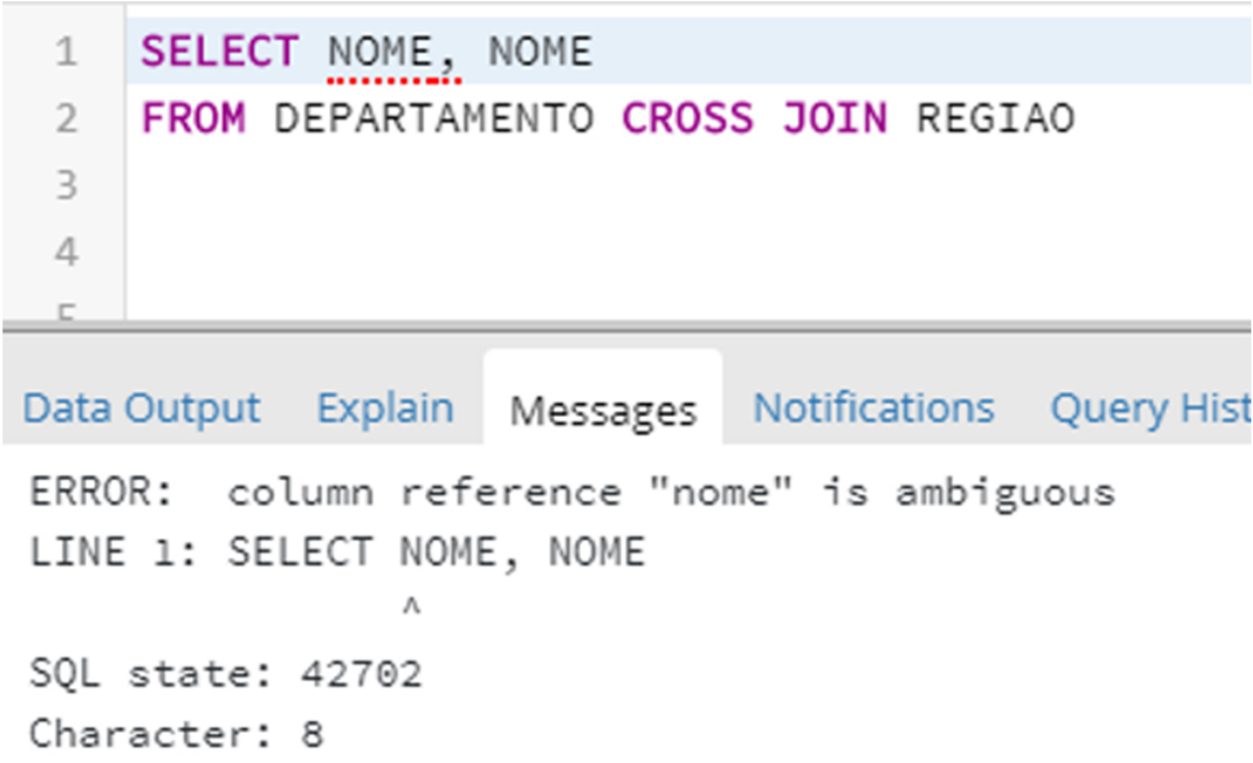 1 SELECT NOME, NOME
2 FROM DEPARTAMENTO CROSS JOIN REGIAO
3
4
Data Output Explain Messages Notifications Query Hist
ERROR:  column reference "nome" is ambiguous
LINE 1: SELECT NOME, NOME
^
SQL state: 42702
Character: 8